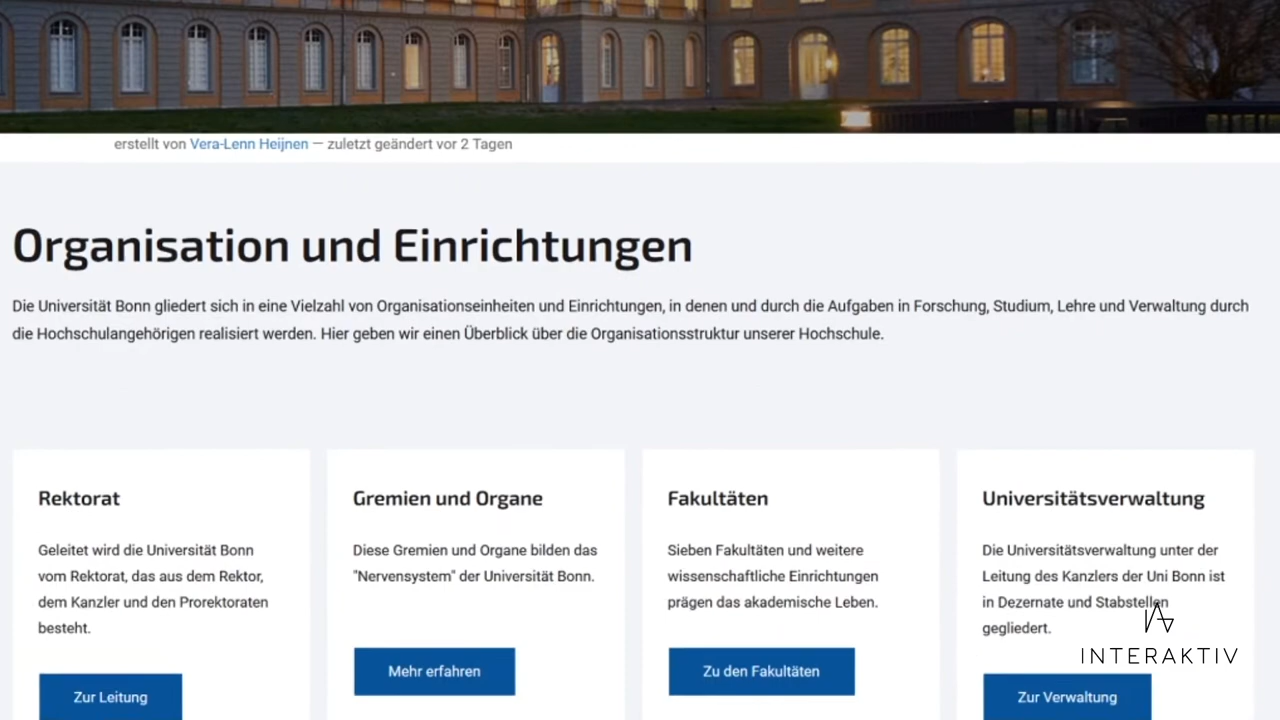 erstellt von Vera-Lenn Heijnen — zuletzt geändert vor 2 Tagen
Organisation und Einrichtungen
Die Universität Bonn gliedert sich in eine Vielzahl von Organisationseinheiten und Einrichtungen, in denen und durch die Aufgaben in Forschung, Studium, Lehre und Verwaltung durch
die Hochschulangehörigen realisiert werden. Hier geben wir einen Überblick über die Organisationsstruktur unserer Hochschule.
Rektorat
Geleitet wird die Universität Bonn
vom Rektorat, das aus dem Rektor,
dem Kanzler und den Prorektoraten
besteht.
Zur Leitung
Gremien und Organe
Diese Gremien und Organe bilden das
"Nervensystem" der Universität Bonn.
Mehr erfahren
Fakultäten
Sieben Fakultäten und weitere
wissenschaftliche Einrichtungen
prägen das akademische Leben.
Zu den Fakultäten
Universitätsverwaltung
Die Universitätsverwaltung unter der
Leitung des Kanzlers der Uni Bonn ist
in Dezernate und Stabstellen
gegliedert.
Zur Verwaltung
INTERAKTIV